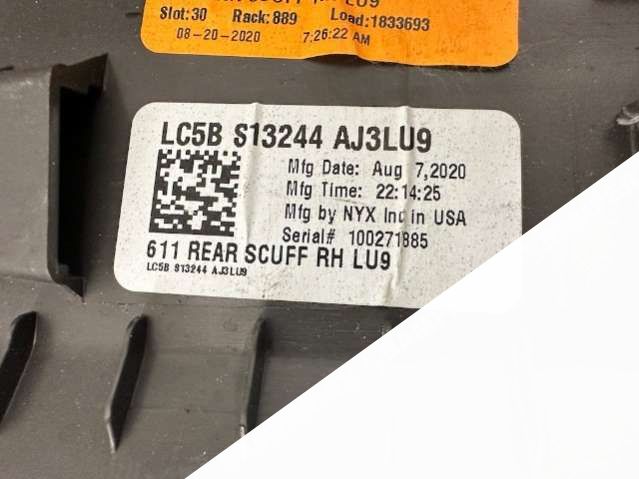 Slot:30 Rack:889 Load:1833693
08-20-2020 7:26:22 AM
LC5B S13244 AJ3LU9
Mfg Date: Aug 7,2020
Mfg Time: 22:14:25
Mfg by NYX Inc in USA
Serial# 100271885
611 REAR SCUFF RH LU9
LC5B S13244 AJ3LU9